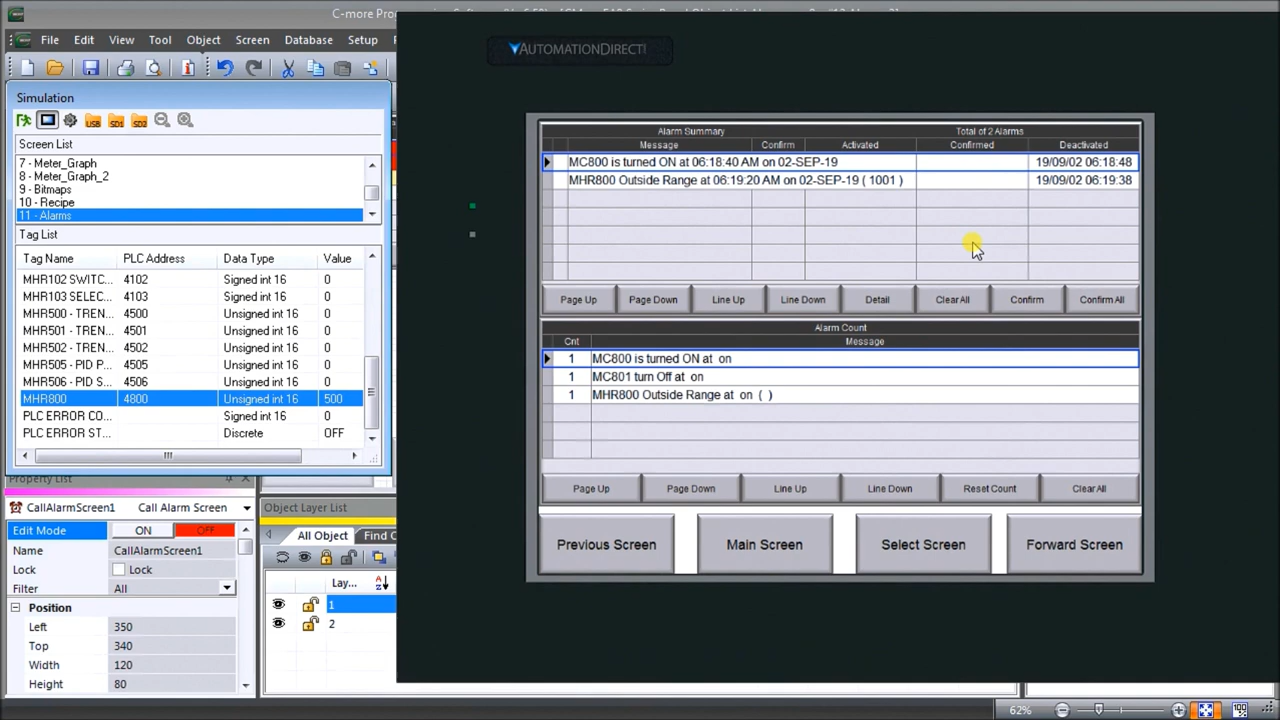 C-more Pro
File Edit View Tool Object Screen Database Setup
Simulation
USB SD1 SD2
Screen List
7 - Meter_Graph
8 - Meter_Graph_2
9 - Bitmaps
10 - Recipe
11 - Alarms
Tag List
Tag Name PLC Address Data Type Value
MHR102 SWITC... 4102 Signed int 16 0
MHR103 SELEC... 4103 Signed int 16 0
MHR500 - TREN... 4500 Unsigned int 16 0
MHR501 - TREN... 4501 Unsigned int 16 0
MHR502 - TREN... 4502 Unsigned int 16 0
MHR505 - PID P... 4505 Unsigned int 16 0
MHR506 - PID S... 4506 Unsigned int 16 0
MHR800 4800 Unsigned int 16 500
PLC ERROR CO... Signed int 16 0
PLC ERROR ST... Discrete OFF
Property List
CallAlarmScreen1 Call Alarm Screen
Edit Mode ON OFF
Name CallAlarmScreen1
Lock Lock
Filter All
Position
Left 350
Top 340
Width 120
Height 80
Object Layer List
All Object Find C
Lay...
1
2
AUTOMATIONDIRECT
Alarm Summary Total of 2 Alarms
Message Confirm Activated Confirmed Deactivated
MC800 is turned ON at 06:18:40 AM on 02-SEP-19 19/09/02 06:18:48
MHR800 Outside Range at 06:19:20 AM on 02-SEP-19 ( 1001 ) 19/09/02 06:19:38
Page Up Page Down Line Up Line Down Detail Clear All Confirm Confirm All
Alarm Count
Cnt Message
1 MC800 is turned ON at on
1 MC801 turn Off at on
1 MHR800 Outside Range at on ( )
Page Up Page Down Line Up Line Down Reset Count Clear All
Previous Screen Main Screen Select Screen Forward Screen
62%